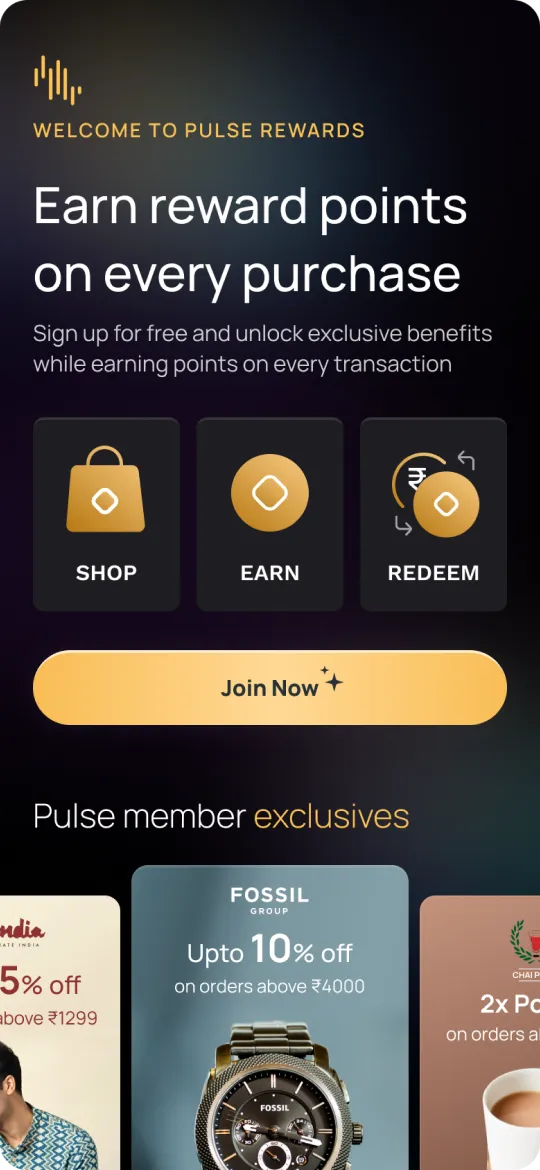 WELCOME TO PULSE REWARDS
Earn reward points
on every purchase
Sign up for free and unlock exclusive benefits
while earning points on every transaction
₹
SHOP
EARN
REDEEM
Join Now
Pulse member exclusives
FOSSIL
GROUP
Upto 10% off
on orders above ₹4000
FOSSIL
India
5% off
above ₹1299
CHAI P
2x Po
on orders a